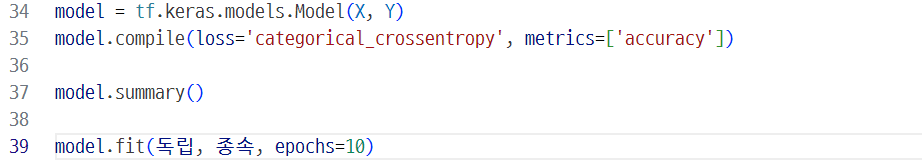 34 model = tf.keras.models.Model(X, Y)
35 model.compile(loss='categorical_crossentropy', metrics=['accuracy'])
36
37 model.summary()
38
39 model.fit(독립, 종속, epochs=10)